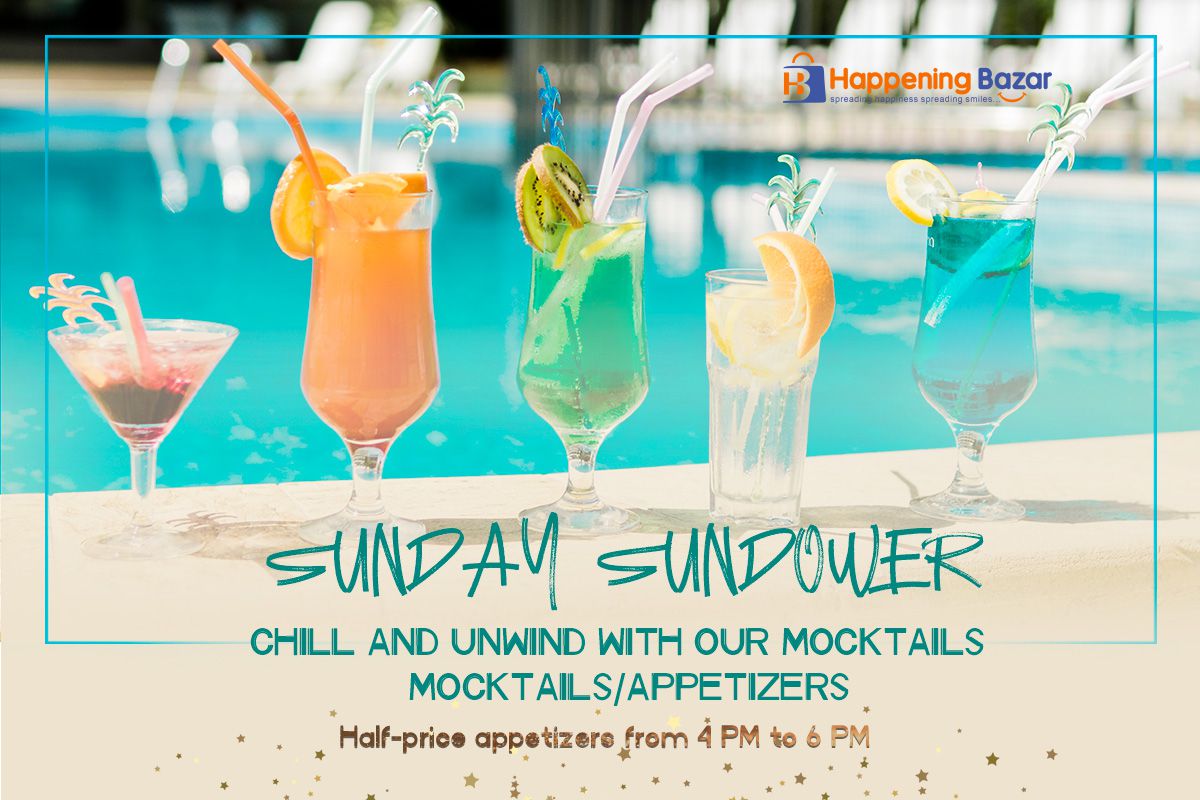 Happening Bazar
spreading happiness spreading smiles...
SUNDAY SUNDOWER
CHILL AND UNWIND WITH OUR MOCKTAILS
MOCKTAILS/APPETIZERS
Half-price appetizers from 4 PM to 6 PM